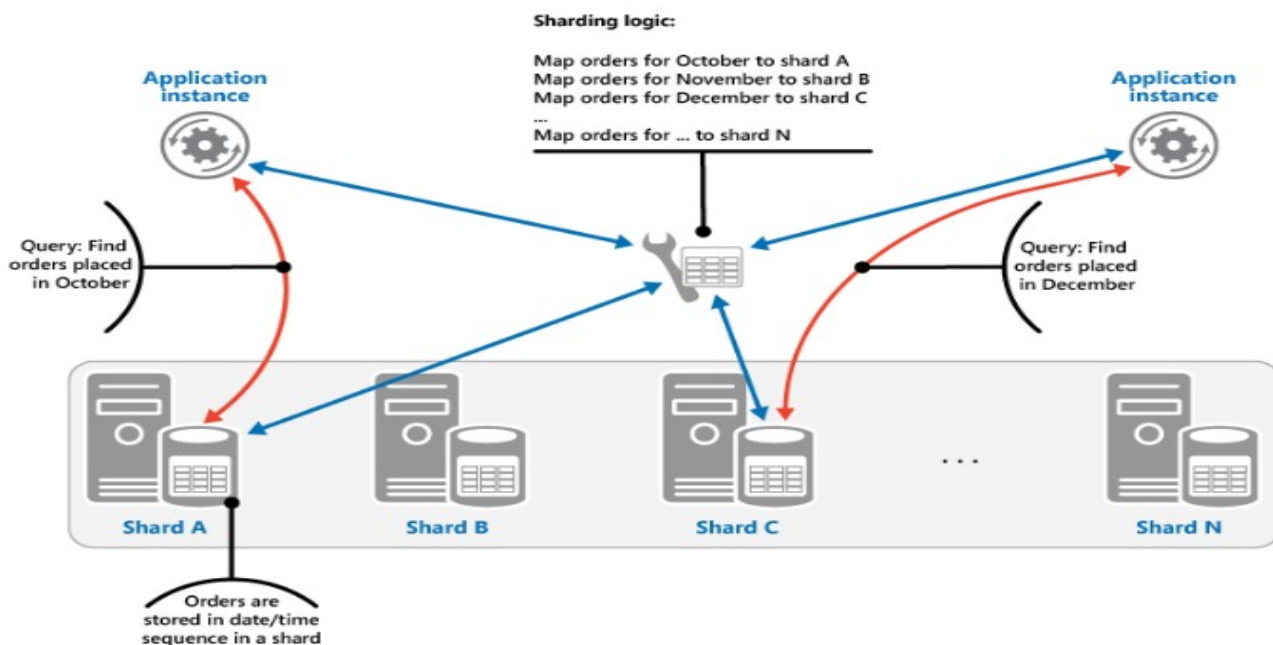 Sharding logic:
Map orders for October to shard A
Map orders for November to shard B
Map orders for December to shard C
...
Map orders for ... to shard N
Application
instance
Application
instance
Query: Find
orders placed
in October
Query: Find
orders placed
in December
...
Shard A
Shard B
Shard C
Shard N
Orders are
stored in date/time
sequence in a shard